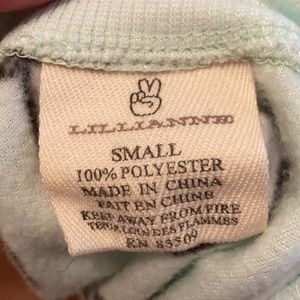 LILLIANNE
SMALL
100% POLYESTER
MADE IN CHINA
FAIT EN CHINE
KEEP AWAY FROM FIRE
TENIR LOIN DES FLAMMES
RN 83509